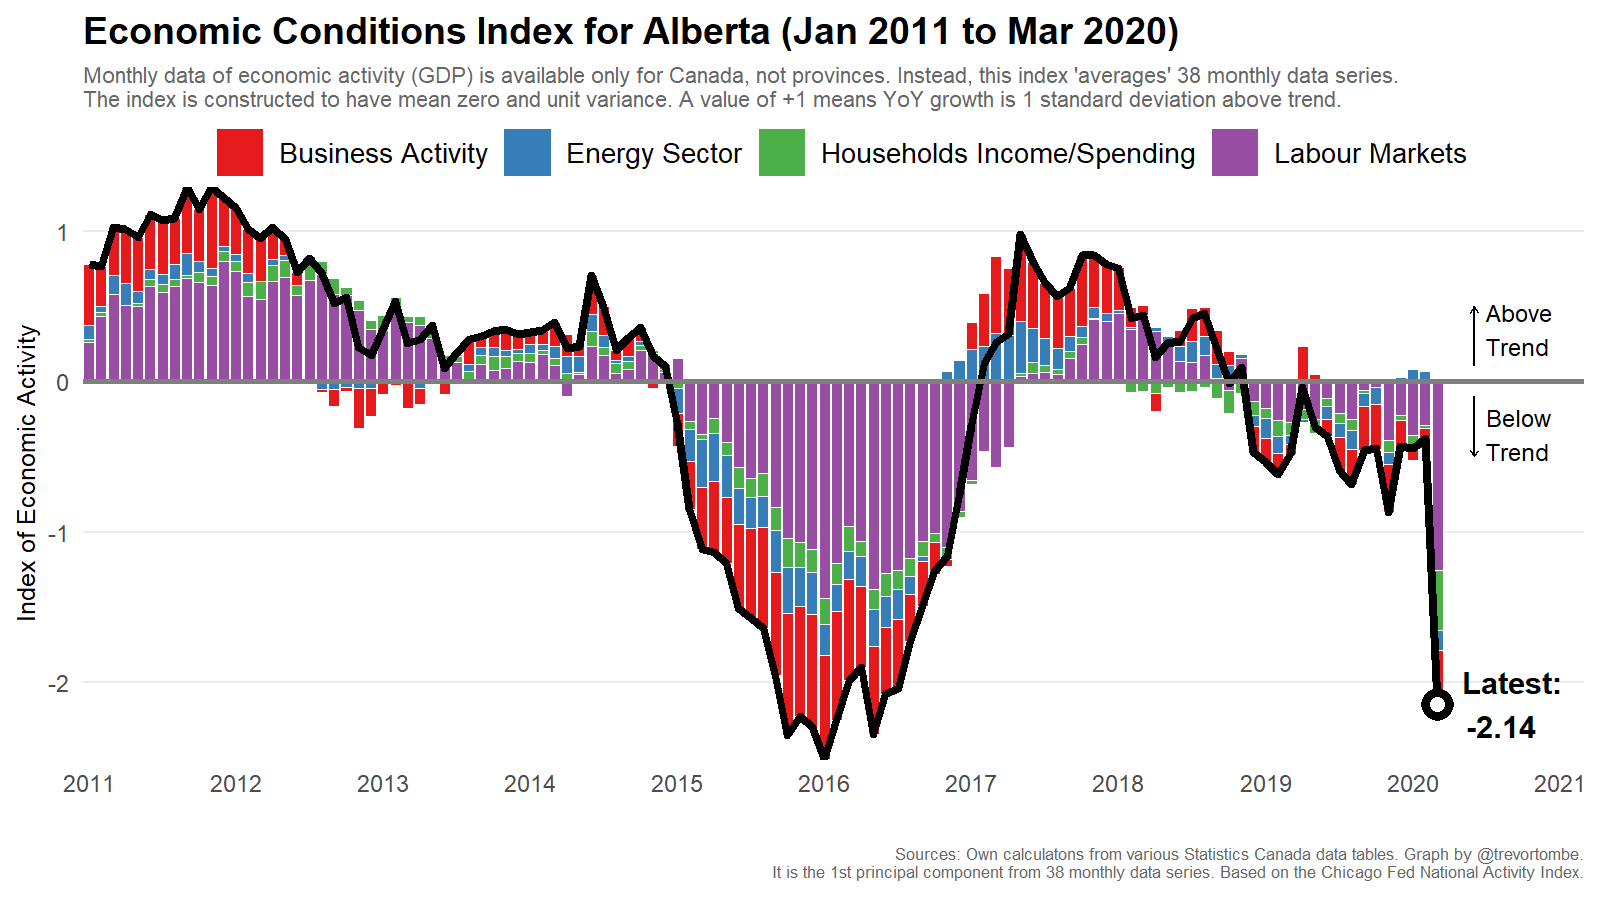 Economic Conditions Index for Alberta (Jan 2011 to Mar 2020)
Monthly data of economic activity (GDP) is available only for Canada, not provinces. Instead, this index 'averages' 38 monthly data series.
The index is constructed to have mean zero and unit variance. A value of +1 means YoY growth is 1 standard deviation above trend.
Business Activity
Energy Sector
Households Income/Spending
Labour Markets
Index of Economic Activity
1
0
-1
-2
Above
Trend
Below
Trend
Latest:
-2.14
2011
2012
2013
2014
2015
2016
2017
2018
2019
2020
2021
Sources: Own calculatons from various Statistics Canada data tables. Graph by @trevortombe.
It is the 1st principal component from 38 monthly data series. Based on the Chicago Fed National Activity Index.